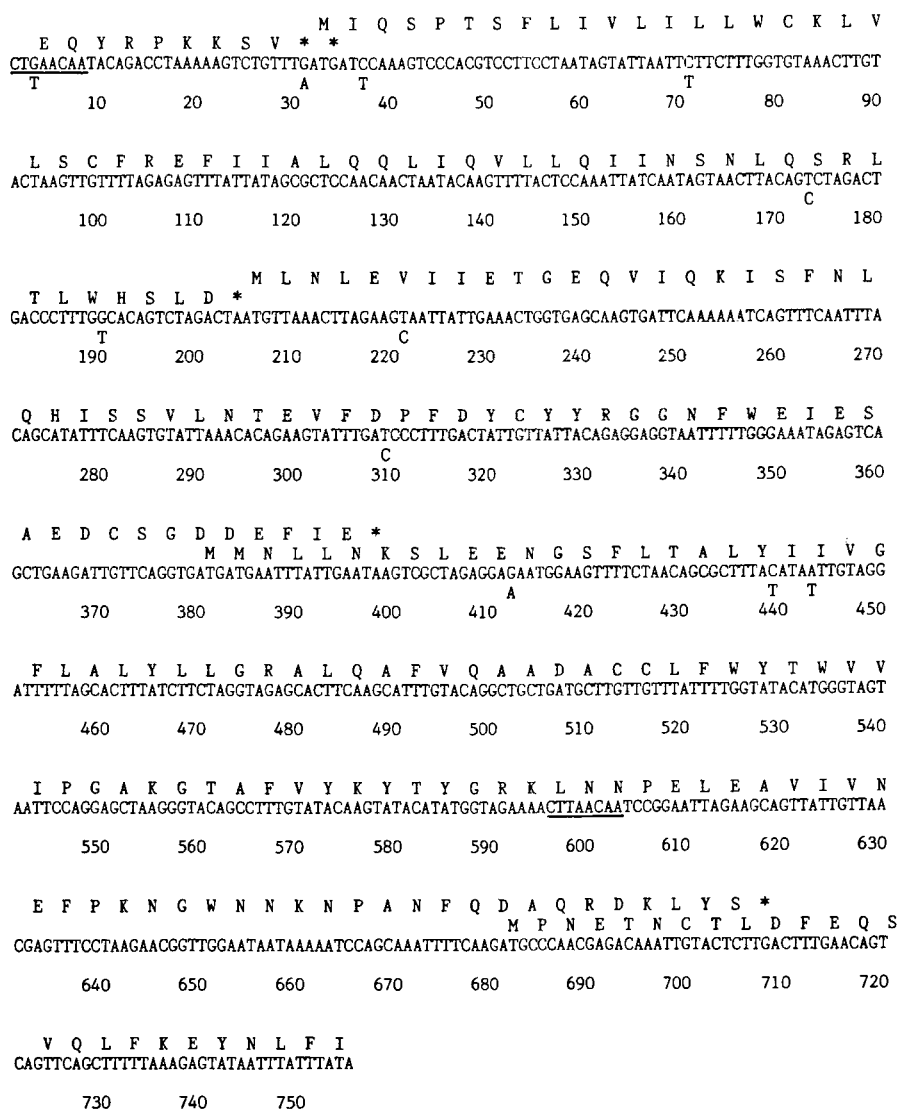 M I Q S P T S F L I V L I L L W C K L V
E Q Y R P K K S V * *
CTGAACAATACAGACCTAAAAAGTCTGTTTGATGATCCAAAGTCCCACGTCCTTCCTAATAGTATTAATTCTTCTTTGGTGTAAACTTGT
T A T T
10 20 30 40 50 60 70 80 90
L S C F R E F I I A L Q Q L I Q V L L Q I I N S N L Q S R L
ACTAAGTTGTTTTAGAGAGTTTATTATAGCGCTCCAACAACTAATACAAGTTTTACTCCAAATTATCAATAGTAACTTACAGTCTAGACT
C
100 110 120 130 140 150 160 170 180
M L N L E V I I E T G E Q V I Q K I S F N L
T L W H S L D *
GACCCTTTGGCACAGTCTAGACTAATGTTAAACTTAGAAGTAATTATTGAAACTGGTGAGCAAGTGATTCAAAAAATCAGTTTCAATTTA
T C
190 200 210 220 230 240 250 260 270
Q H I S S V L N T E V F D P F D Y C Y Y R G G N F W E I E S
CAGCATATTTCAAGTGTATTAAACACAGAAGTATTTGATCCCTTTGACTATTGTTATTACAGAGGAGGTAATTTTTGGGAAATAGAGTCA
C
280 290 300 310 320 330 340 350 360
A E D C S G D D E F I E *
M M N L L N K S L E E N G S F L T A L Y I I V G
GCTGAAGATTGTTCAGGTGATGATGAATTTATTGAATAAGTCGCTAGAGGAGAATGGAAGTTTTCTAACAGCGCTTTACATAATTGTAGG
A T T
370 380 390 400 410 420 430 440 450
F L A L Y L L G R A L Q A F V Q A A D A C C L F W Y T W V V
ATTTTTAGCACTTTATCTTCTAGGTAGAGCACTTCAAGCATTTGTACAGGCTGCTGATGCTTGTTGTTTATTTTGGTATACATGGGTAGT
460 470 480 490 500 510 520 530 540
I P G A K G T A F V Y K Y T Y G R K L N N P E L E A V I V N
AATTCCAGGAGCTAAGGGTACAGCCTTTGTATACAAGTATACATATGGTAGAAAACTTAACAATCCGGAATTAGAAGCAGTTATTGTTAA
550 560 570 580 590 600 610 620 630
E F P K N G W N N K N P A N F Q D A Q R D K L Y S *
M P N E T N C T L D F E Q S
CGAGTTTCCTAAGAACGGTTGGAATAATAAAAATCCAGCAAATTTTCAAGATGCCCAACGAGACAAATTGTACTCTTGACTTTGAACAGT
640 650 660 670 680 690 700 710 720
V Q L F K E Y N L F I
CAGTTCAGCTTTTTAAAGAGTATAATTTATTTATA
730 740 750